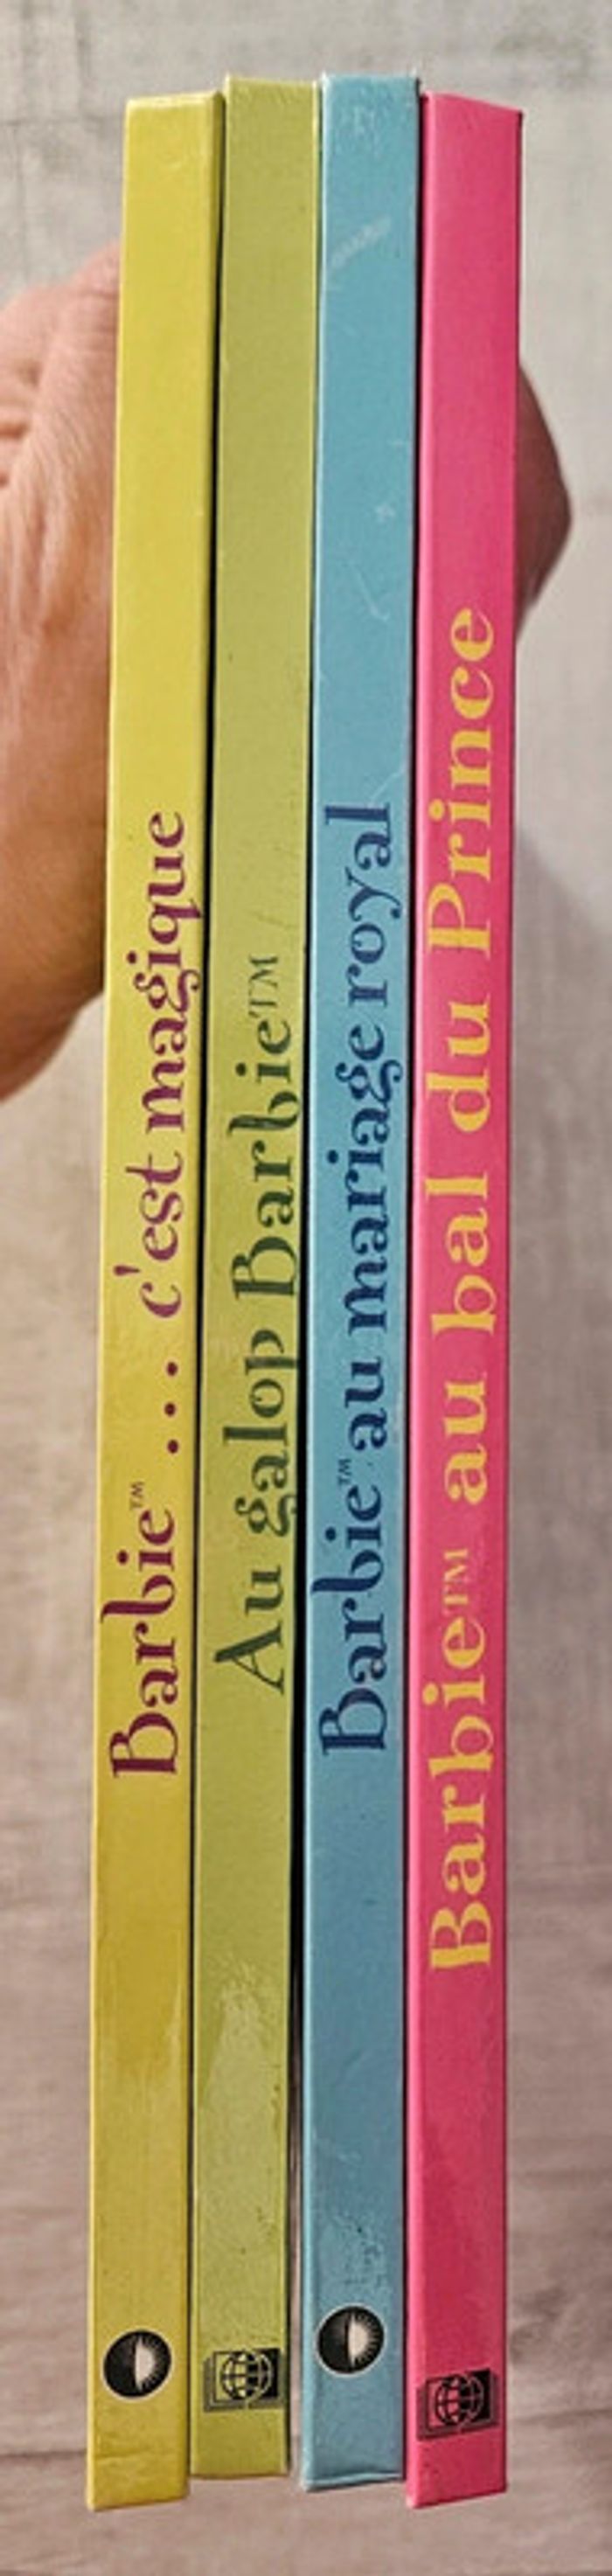 Barbie™ ... c'est magique
Au galop Barbie™
Barbie™ au mariage royal
Barbie™ au bal du Prince